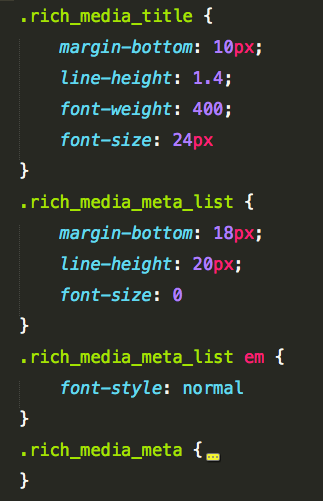 .rich_media_title {
    margin-bottom: 10px;
    line-height: 1.4;
    font-weight: 400;
    font-size: 24px
}
.rich_media_meta_list {
    margin-bottom: 18px;
    line-height: 20px;
    font-size: 0
}
.rich_media_meta_list em {
    font-style: normal
}
.rich_media_meta {…
}